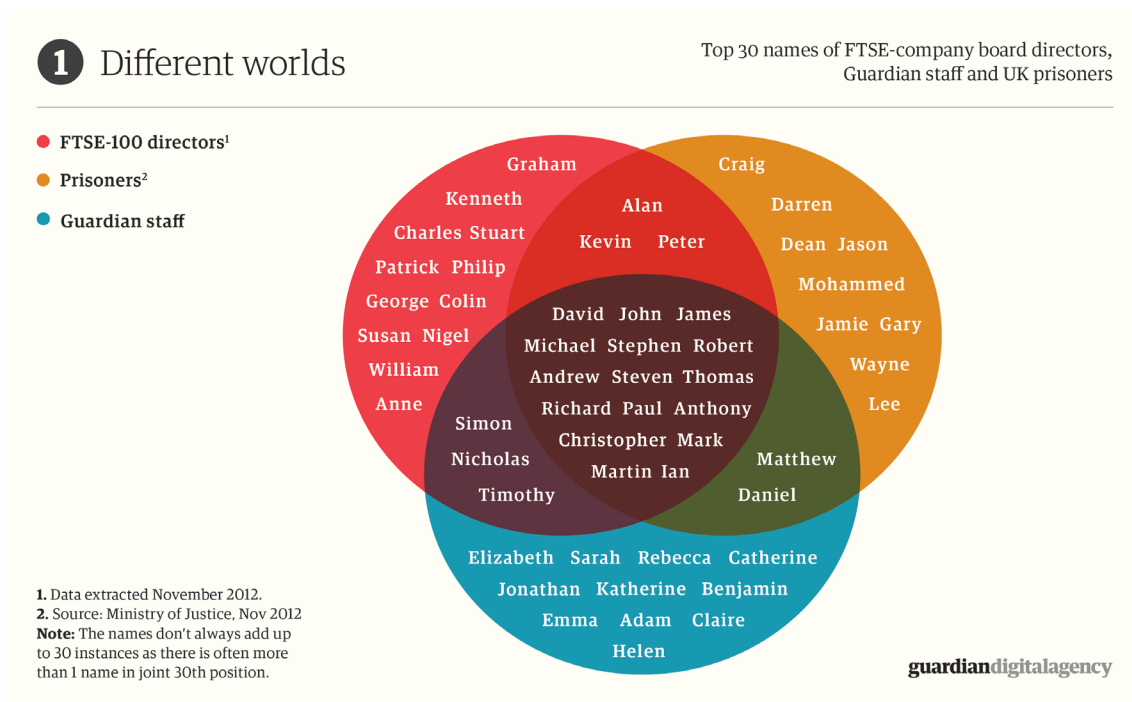 1 Different worlds
Top 30 names of FTSE-company board directors,
Guardian staff and UK prisoners
FTSE-100 directors¹
Prisoners²
Guardian staff
Graham
Kenneth
Charles Stuart
Patrick Philip
George Colin
Susan Nigel
William
Anne
Alan
Kevin Peter
Craig
Darren
Dean Jason
Mohammed
Jamie Gary
Wayne
Lee
David John James
Michael Stephen Robert
Andrew Steven Thomas
Richard Paul Anthony
Christopher Mark
Martin Ian
Simon
Nicholas
Timothy
Matthew
Daniel
Elizabeth Sarah Rebecca Catherine
Jonathan Katherine Benjamin
Emma Adam Claire
Helen
1. Data extracted November 2012.
2. Source: Ministry of Justice, Nov 2012
Note: The names don't always add up
to 30 instances as there is often more
than 1 name in joint 30th position.
guardiandigitalagency